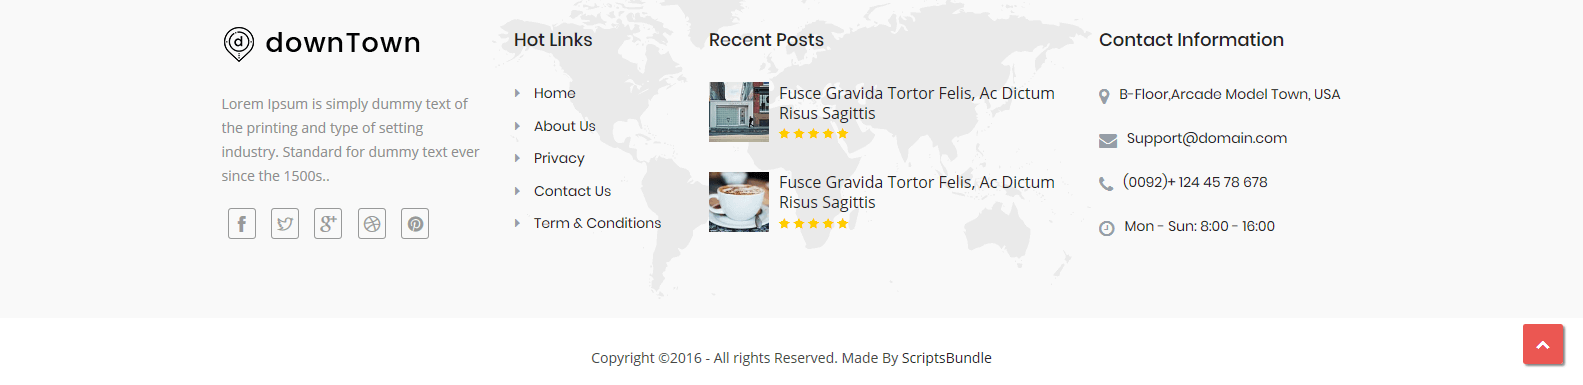 downTown
Lorem Ipsum is simply dummy text of
the printing and type of setting
industry. Standard for dummy text ever
since the 1500s..
Hot Links
Home
About Us
Privacy
Contact Us
Term & Conditions
Recent Posts
Fusce Gravida Tortor Felis, Ac Dictum
Risus Sagittis
Fusce Gravida Tortor Felis, Ac Dictum
Risus Sagittis
Contact Information
B-Floor,Arcade Model Town, USA
Support@domain.com
(0092)+ 124 45 78 678
Mon - Sun: 8:00 - 16:00
Copyright ©2016 - All rights Reserved. Made By ScriptsBundle